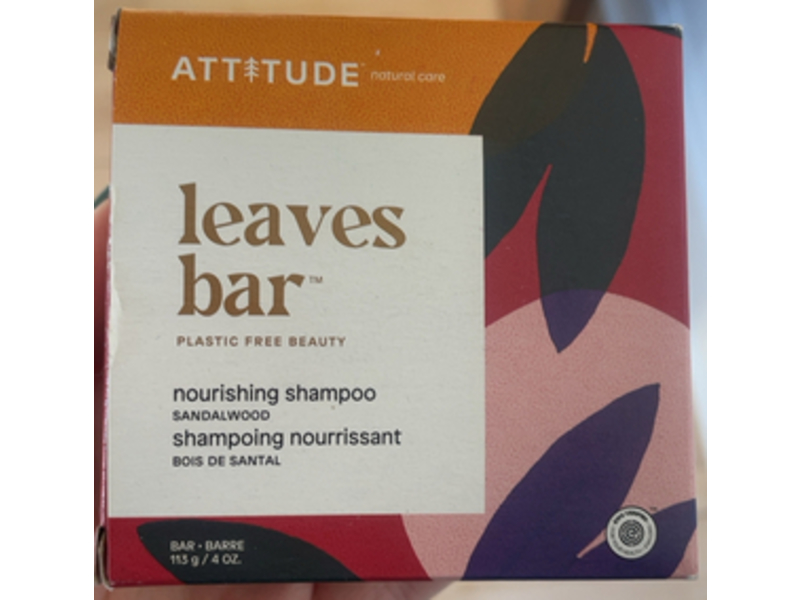 ATTITUDE™ natural care
leaves
bar™
PLASTIC FREE BEAUTY
nourishing shampoo
SANDALWOOD
shampoing nourrissant
BOIS DE SANTAL
BAR • BARRE
113 g / 4 OZ.